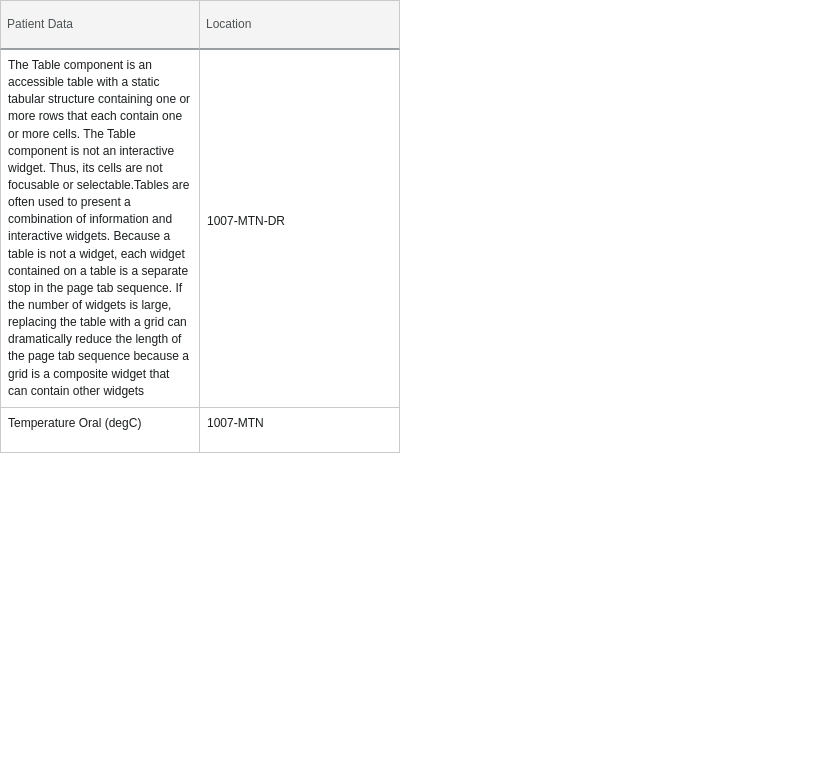 Patient Data
Location
The Table component is an
accessible table with a static
tabular structure containing one or
more rows that each contain one
or more cells. The Table
component is not an interactive
widget. Thus, its cells are not
focusable or selectable.Tables are
often used to present a
combination of information and
interactive widgets. Because a
table is not a widget, each widget
contained on a table is a separate
stop in the page tab sequence. If
the number of widgets is large,
replacing the table with a grid can
dramatically reduce the length of
the page tab sequence because a
grid is a composite widget that
can contain other widgets
1007-MTN-DR
Temperature Oral (degC)
1007-MTN